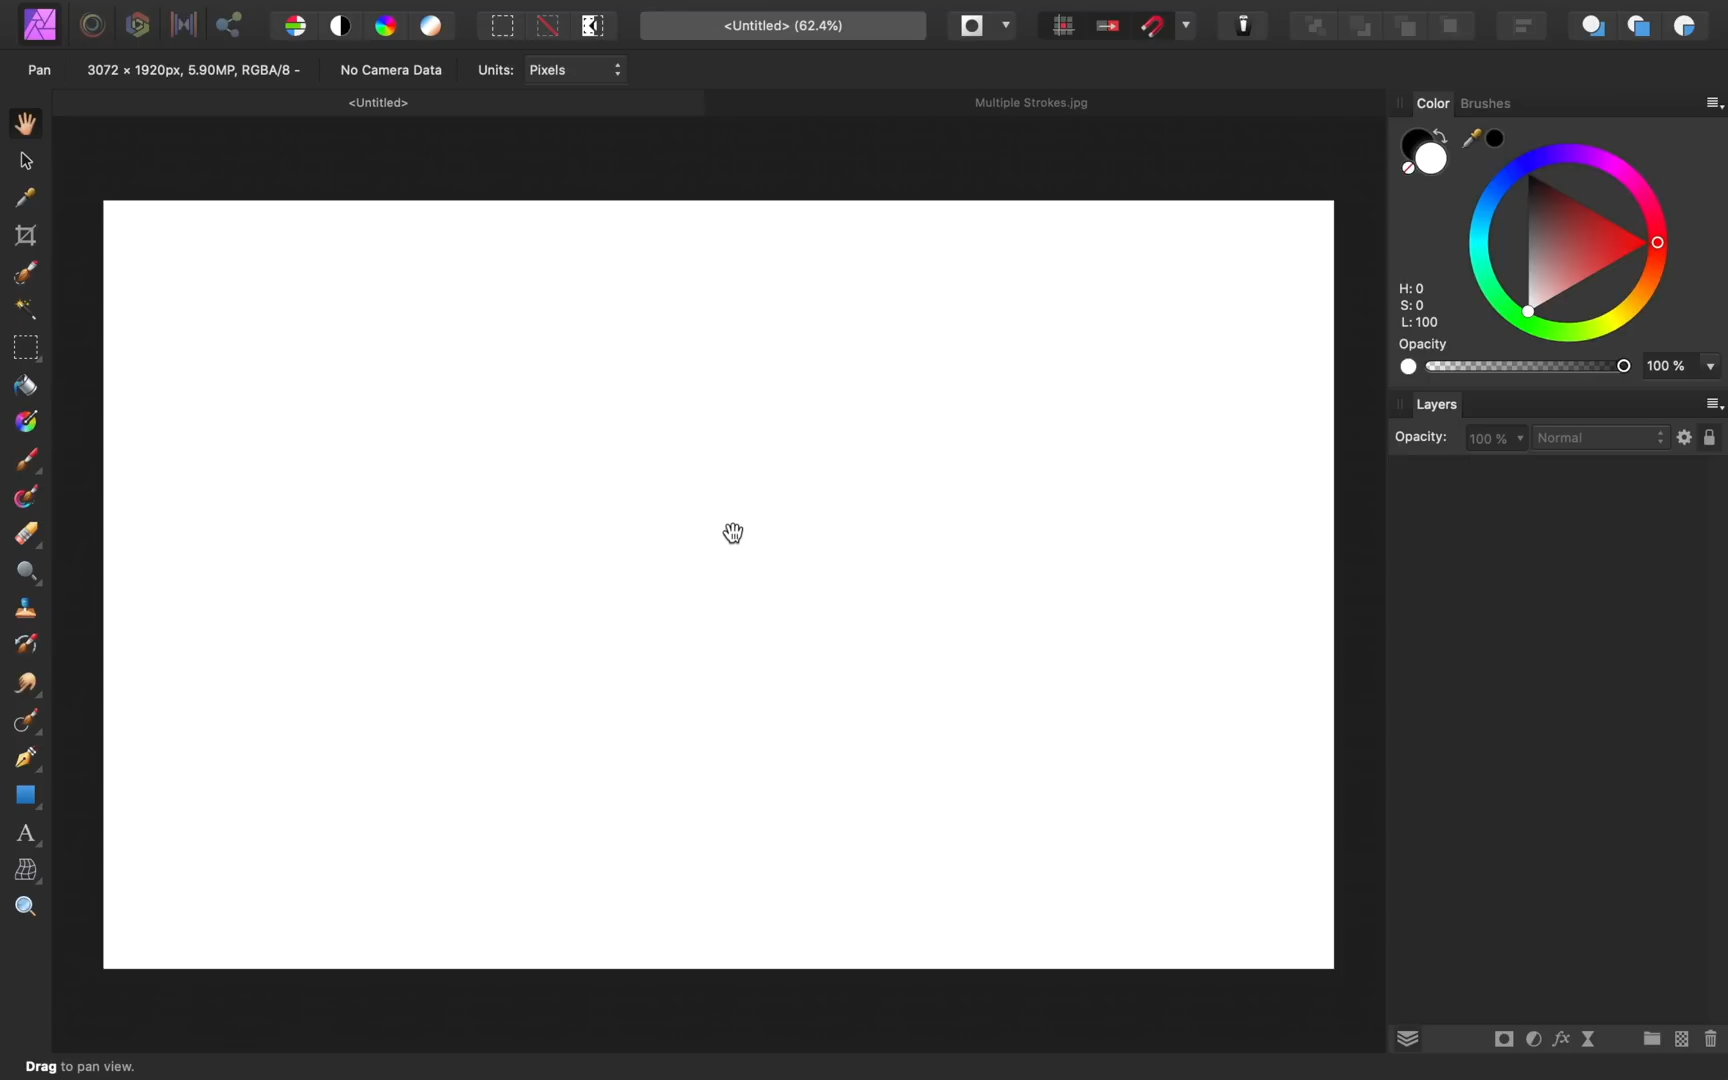 <Untitled> (62.4%)
Pan
3072 × 1920px, 5.90MP, RGBA/8 -
No Camera Data
Units:
Pixels
<Untitled>
Multiple Strokes.jpg
Color
Brushes
H: 0
S: 0
L: 100
Opacity
100 %
Layers
Opacity:
100 %
Normal
A
fx
Drag to pan view.